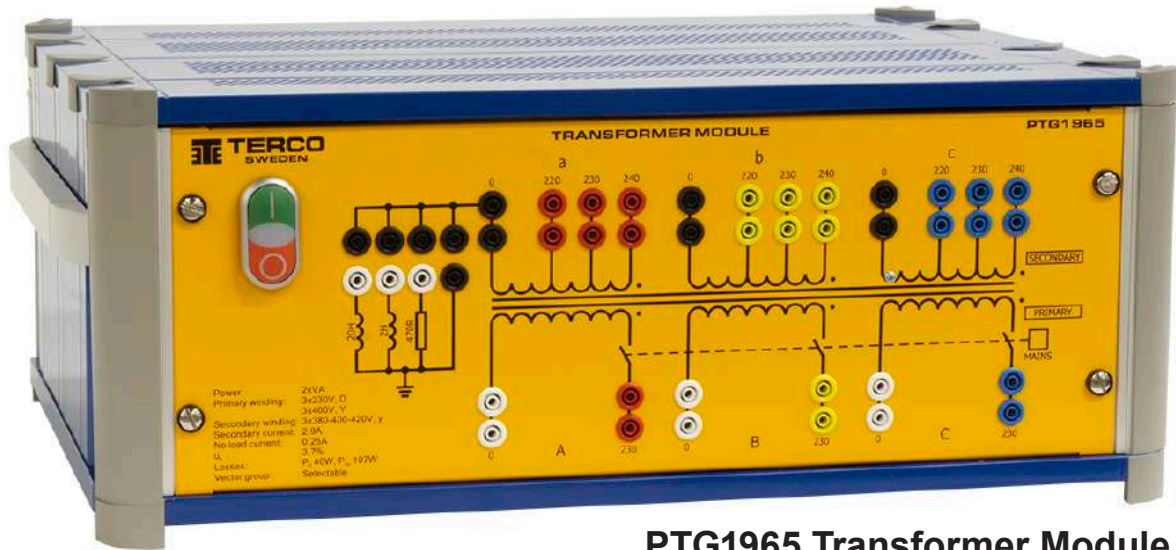 TERCO
SWEDEN
TRANSFORMER MODULE
PTG1965
a
b
C
0 220 230 240
0 220 230 240
0 220 230 240
SECONDARY
PRIMARY
MAINS
20H
2H
470R
Power: 2kVA
Primary winding: 3x230V, D
3x400V, Y
Secondary winding: 3x380-400-420V, y
Secondary current: 2.9A
No load current: 0.25A
3.7%
Losses:
Vector group: Selectable
0 A 230
0 B 230
0 C 230
PTG1965 Transformer Module